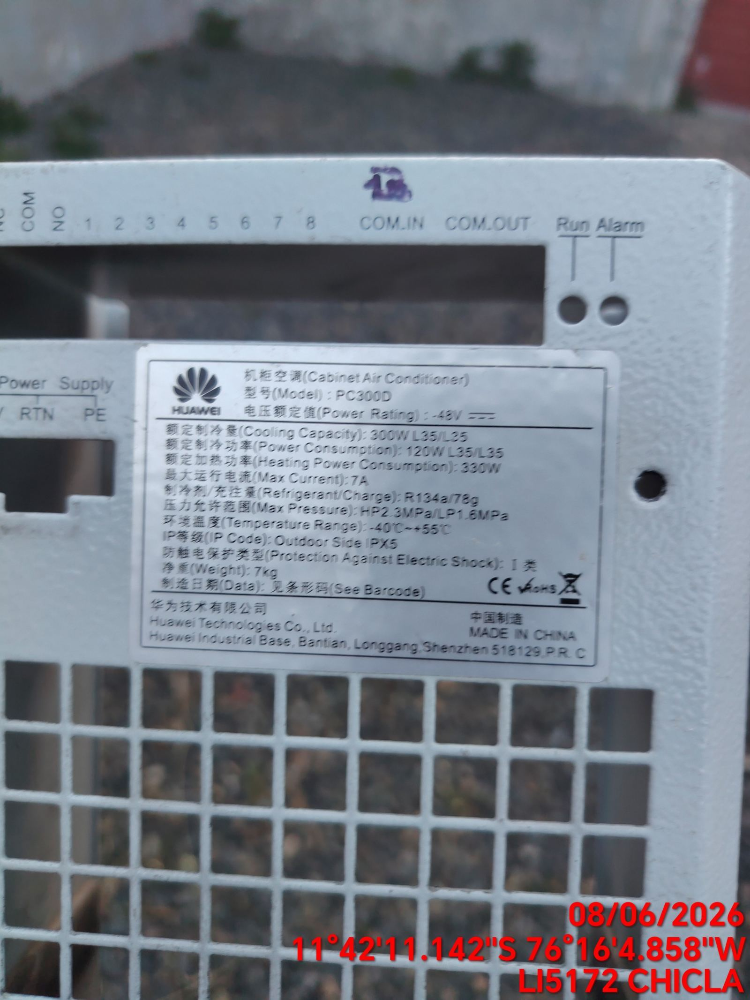 COM
NO
1 2 3 4 5 6 7 8 COM.IN COM.OUT Run Alarm
Power Supply
RTN PE
HUAWEI
机柜空调(Cabinet Air Conditioner)
型号(Model) : PC300D
电压额定值(Power Rating) : -48V
额定制冷量(Cooling Capacity): 300W L35/L35
额定制冷功率(Power Consumption): 120W L35/L35
额定加热功率(Heating Power Consumption): 330W
最大运行电流(Max Current): 7A
制冷剂/充注量(Refrigerant/Charge): R134a/78g
压力允许范围(Max Pressure): HP2.3MPa/LP1.6MPa
环境温度(Temperature Range): -40℃~+55℃
IP等级(IP Code): Outdoor Side IPX5
防触电保护类型(Protection Against Electric Shock): I 类
净重(Weight): 7kg
制造日期(Data): 见条形码(See Barcode)
CE RoHS
华为技术有限公司
Huawei Technologies Co., Ltd.
中国制造
MADE IN CHINA
Huawei Industrial Base, Bantian, Longgang,Shenzhen 518129,P.R. C
08/06/2026
11°42'11.142"S 76°16'4.858"W
LI5172 CHICLA